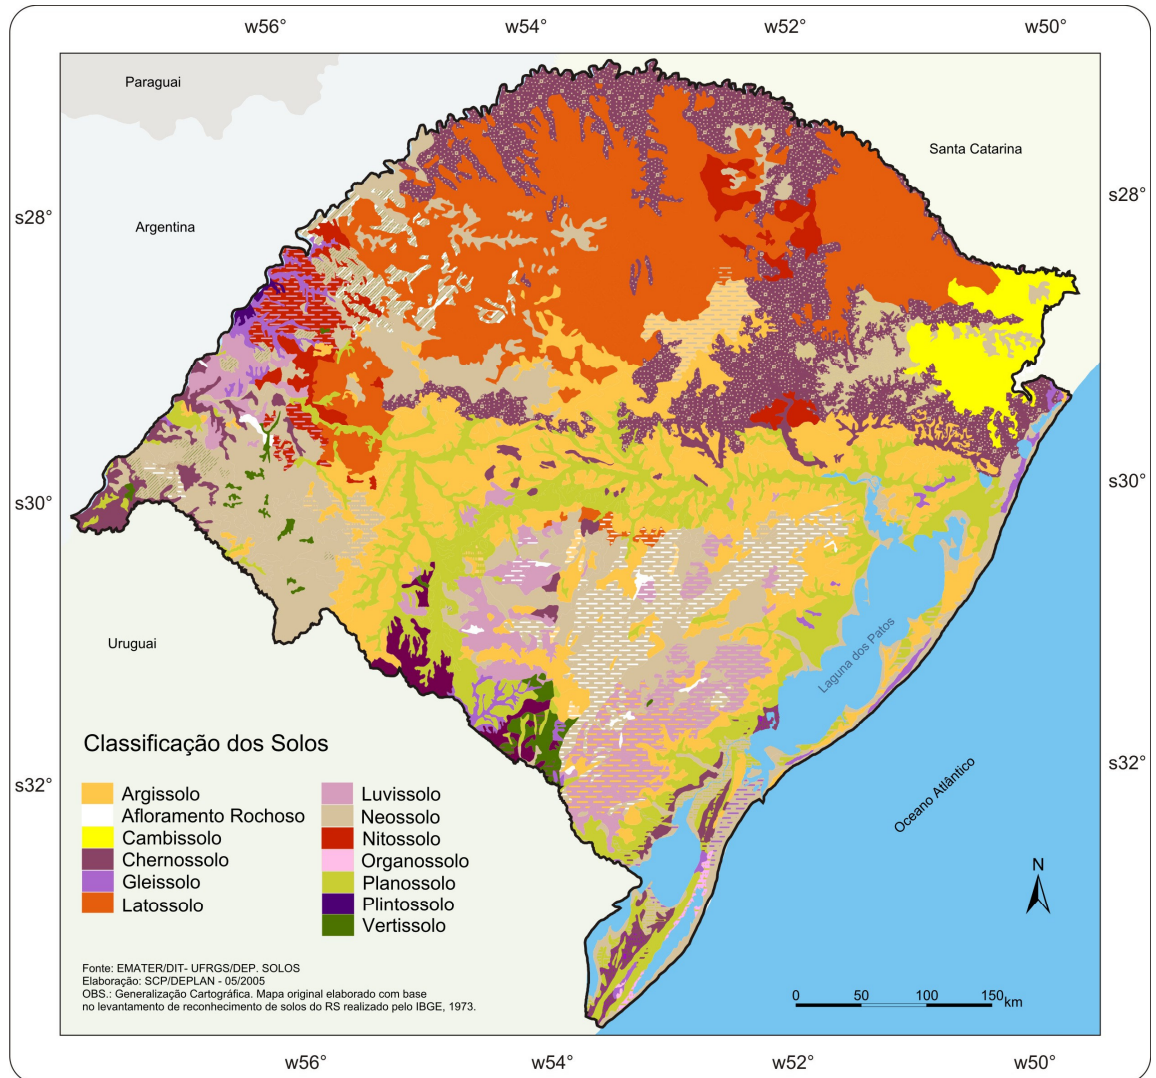 w56°
w54°
w52°
w50°
Paraguai
Santa Catarina
s28°
s28°
Argentina
s30°
s30°
Uruguai
Laguna dos Patos
Classificação dos Solos
s32°
s32°
Oceano Atlântico
Argissolo
Afloramento Rochoso
Cambissolo
Chernossolo
Gleissolo
Latossolo
Luvissolo
Neossolo
Nitossolo
Organossolo
Planossolo
Plintossolo
Vertissolo
N
Fonte: EMATER/DIT- UFRGS/DEP. SOLOS
Elaboração: SCP/DEPLAN - 05/2005
OBS.: Generalização Cartográfica. Mapa original elaborado com base
no levantamento de reconhecimento de solos do RS realizado pelo IBGE, 1973.
0 50 100 150 km
w56°
w54°
w52°
w50°